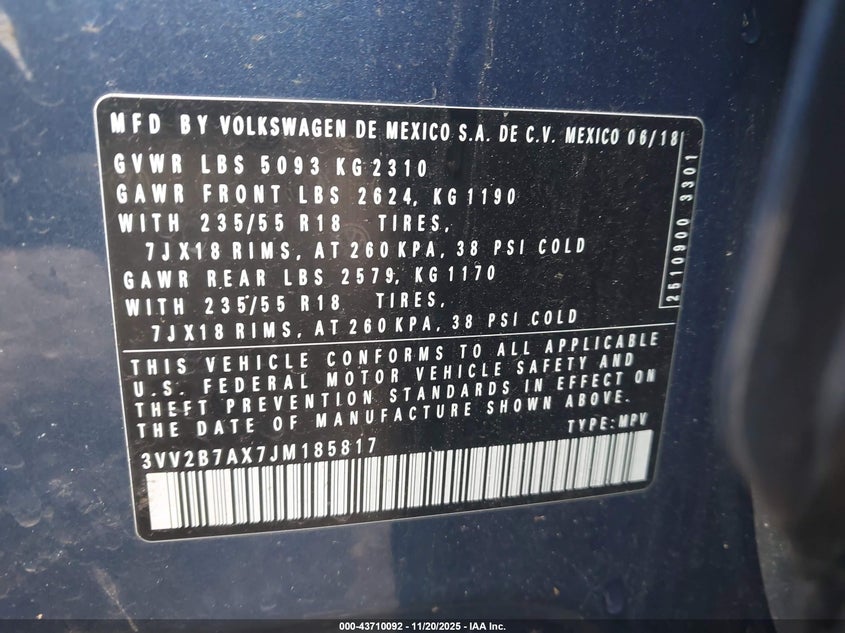 MFD BY VOLKSWAGEN DE MEXICO S.A. DE C.V. MEXICO 06/18
GVWR LBS 5093 KG 2310
GAWR FRONT LBS 2624, KG 1190
WITH 235/55 R18 TIRES,
7JX18 RIMS, AT 260 KPA, 38 PSI COLD
GAWR REAR LBS 2579, KG 1170
WITH 235/55 R18 TIRES,
7JX18 RIMS, AT 260 KPA, 38 PSI COLD
2510900 3301
THIS VEHICLE CONFORMS TO ALL APPLICABLE
U.S. FEDERAL MOTOR VEHICLE SAFETY AND
THEFT PREVENTION STANDARDS IN EFFECT ON
THE DATE OF MANUFACTURE SHOWN ABOVE.
TYPE: MPV
3VV2B7AX7JM185817
000-43710092 - 11/20/2025 - IAA Inc.